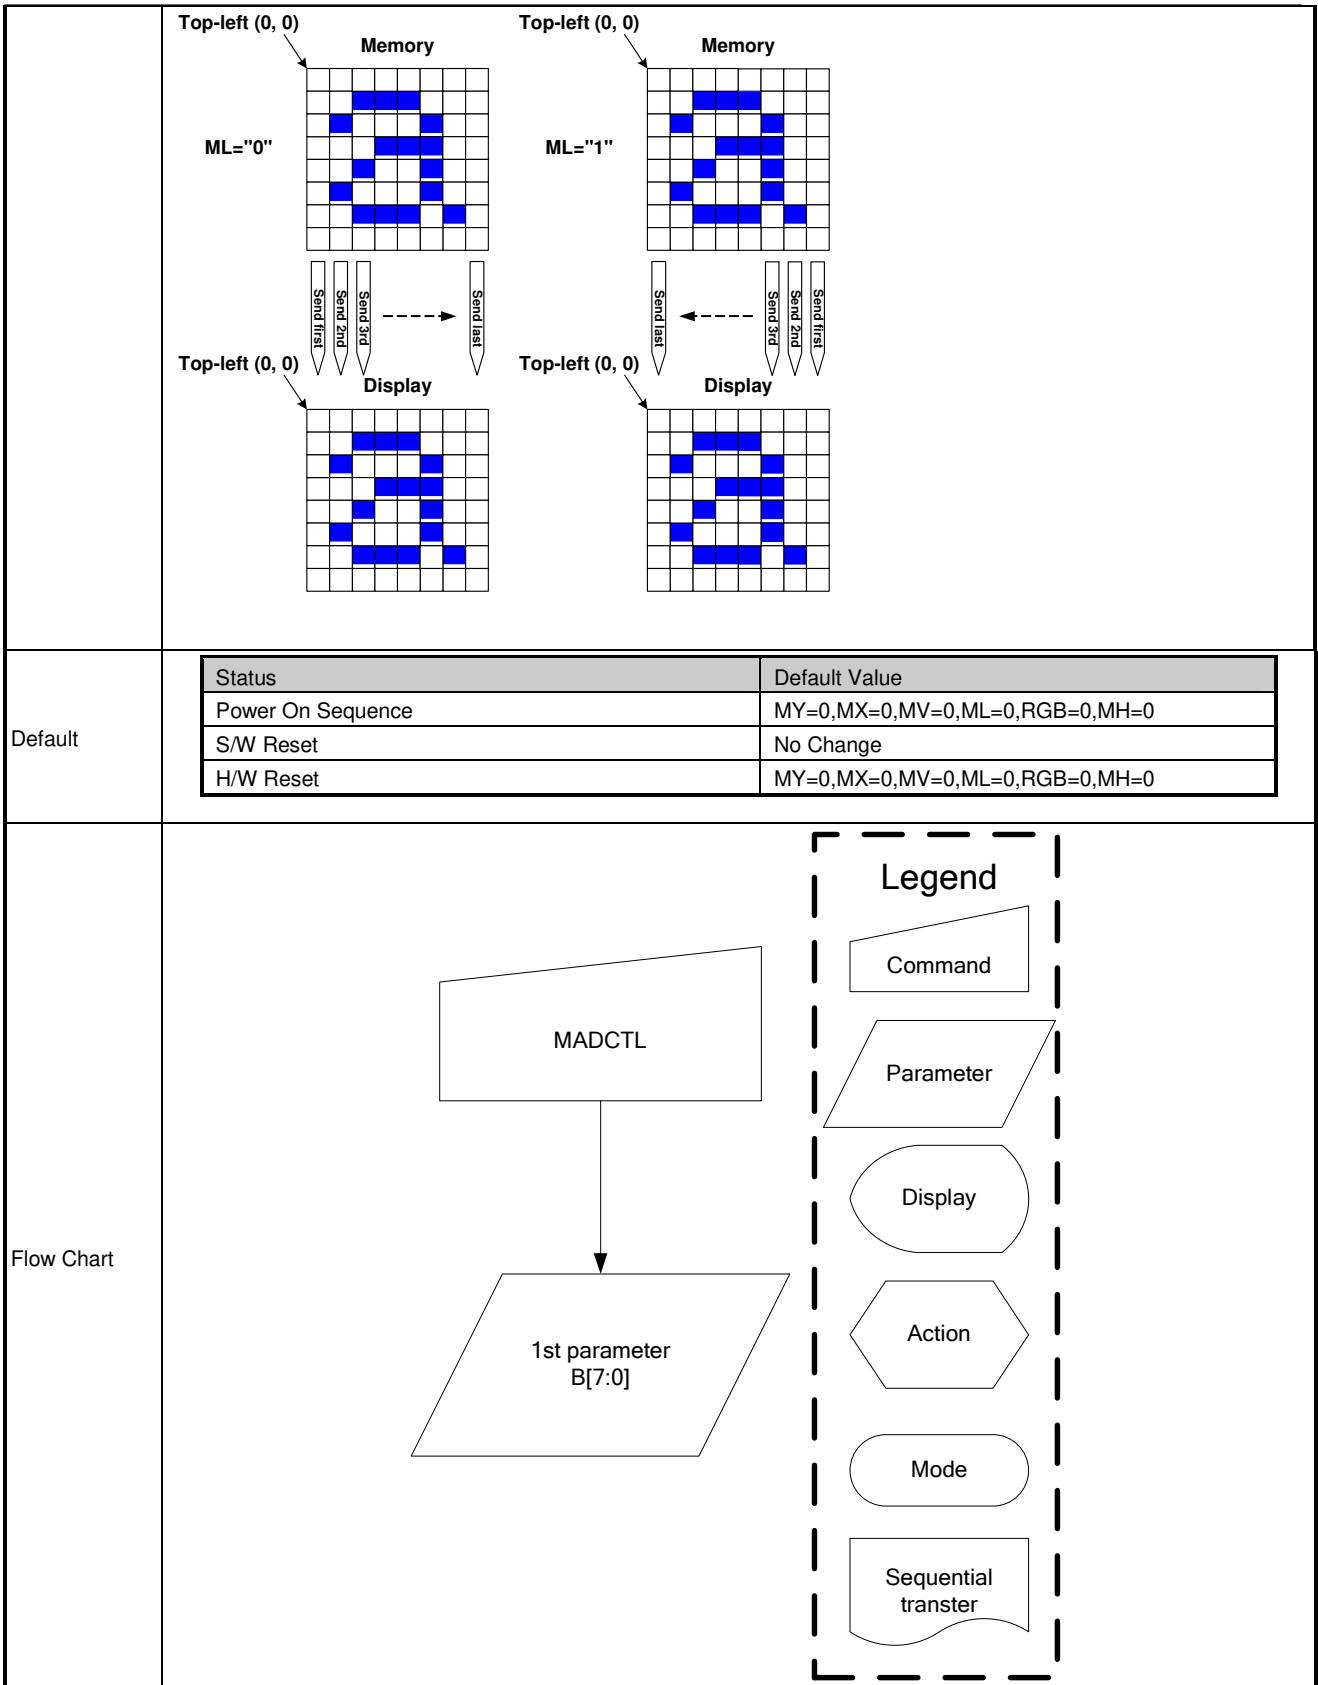 Top-left (0, 0) Top-left (0, 0)
Memory Memory
ML="0" ML="1"
Send first Send 2nd Send 3rd Send last Send last Send 3rd Send 2nd Send first
Top-left (0, 0) Top-left (0, 0)
Display Display
Default
Status Default Value
Power On Sequence MY=0,MX=0,MV=0,ML=0,RGB=0,MH=0
S/W Reset No Change
H/W Reset MY=0,MX=0,MV=0,ML=0,RGB=0,MH=0
Flow Chart
MADCTL
1st parameter
B[7:0]
Legend
Command
Parameter
Display
Action
Mode
Sequential
transter